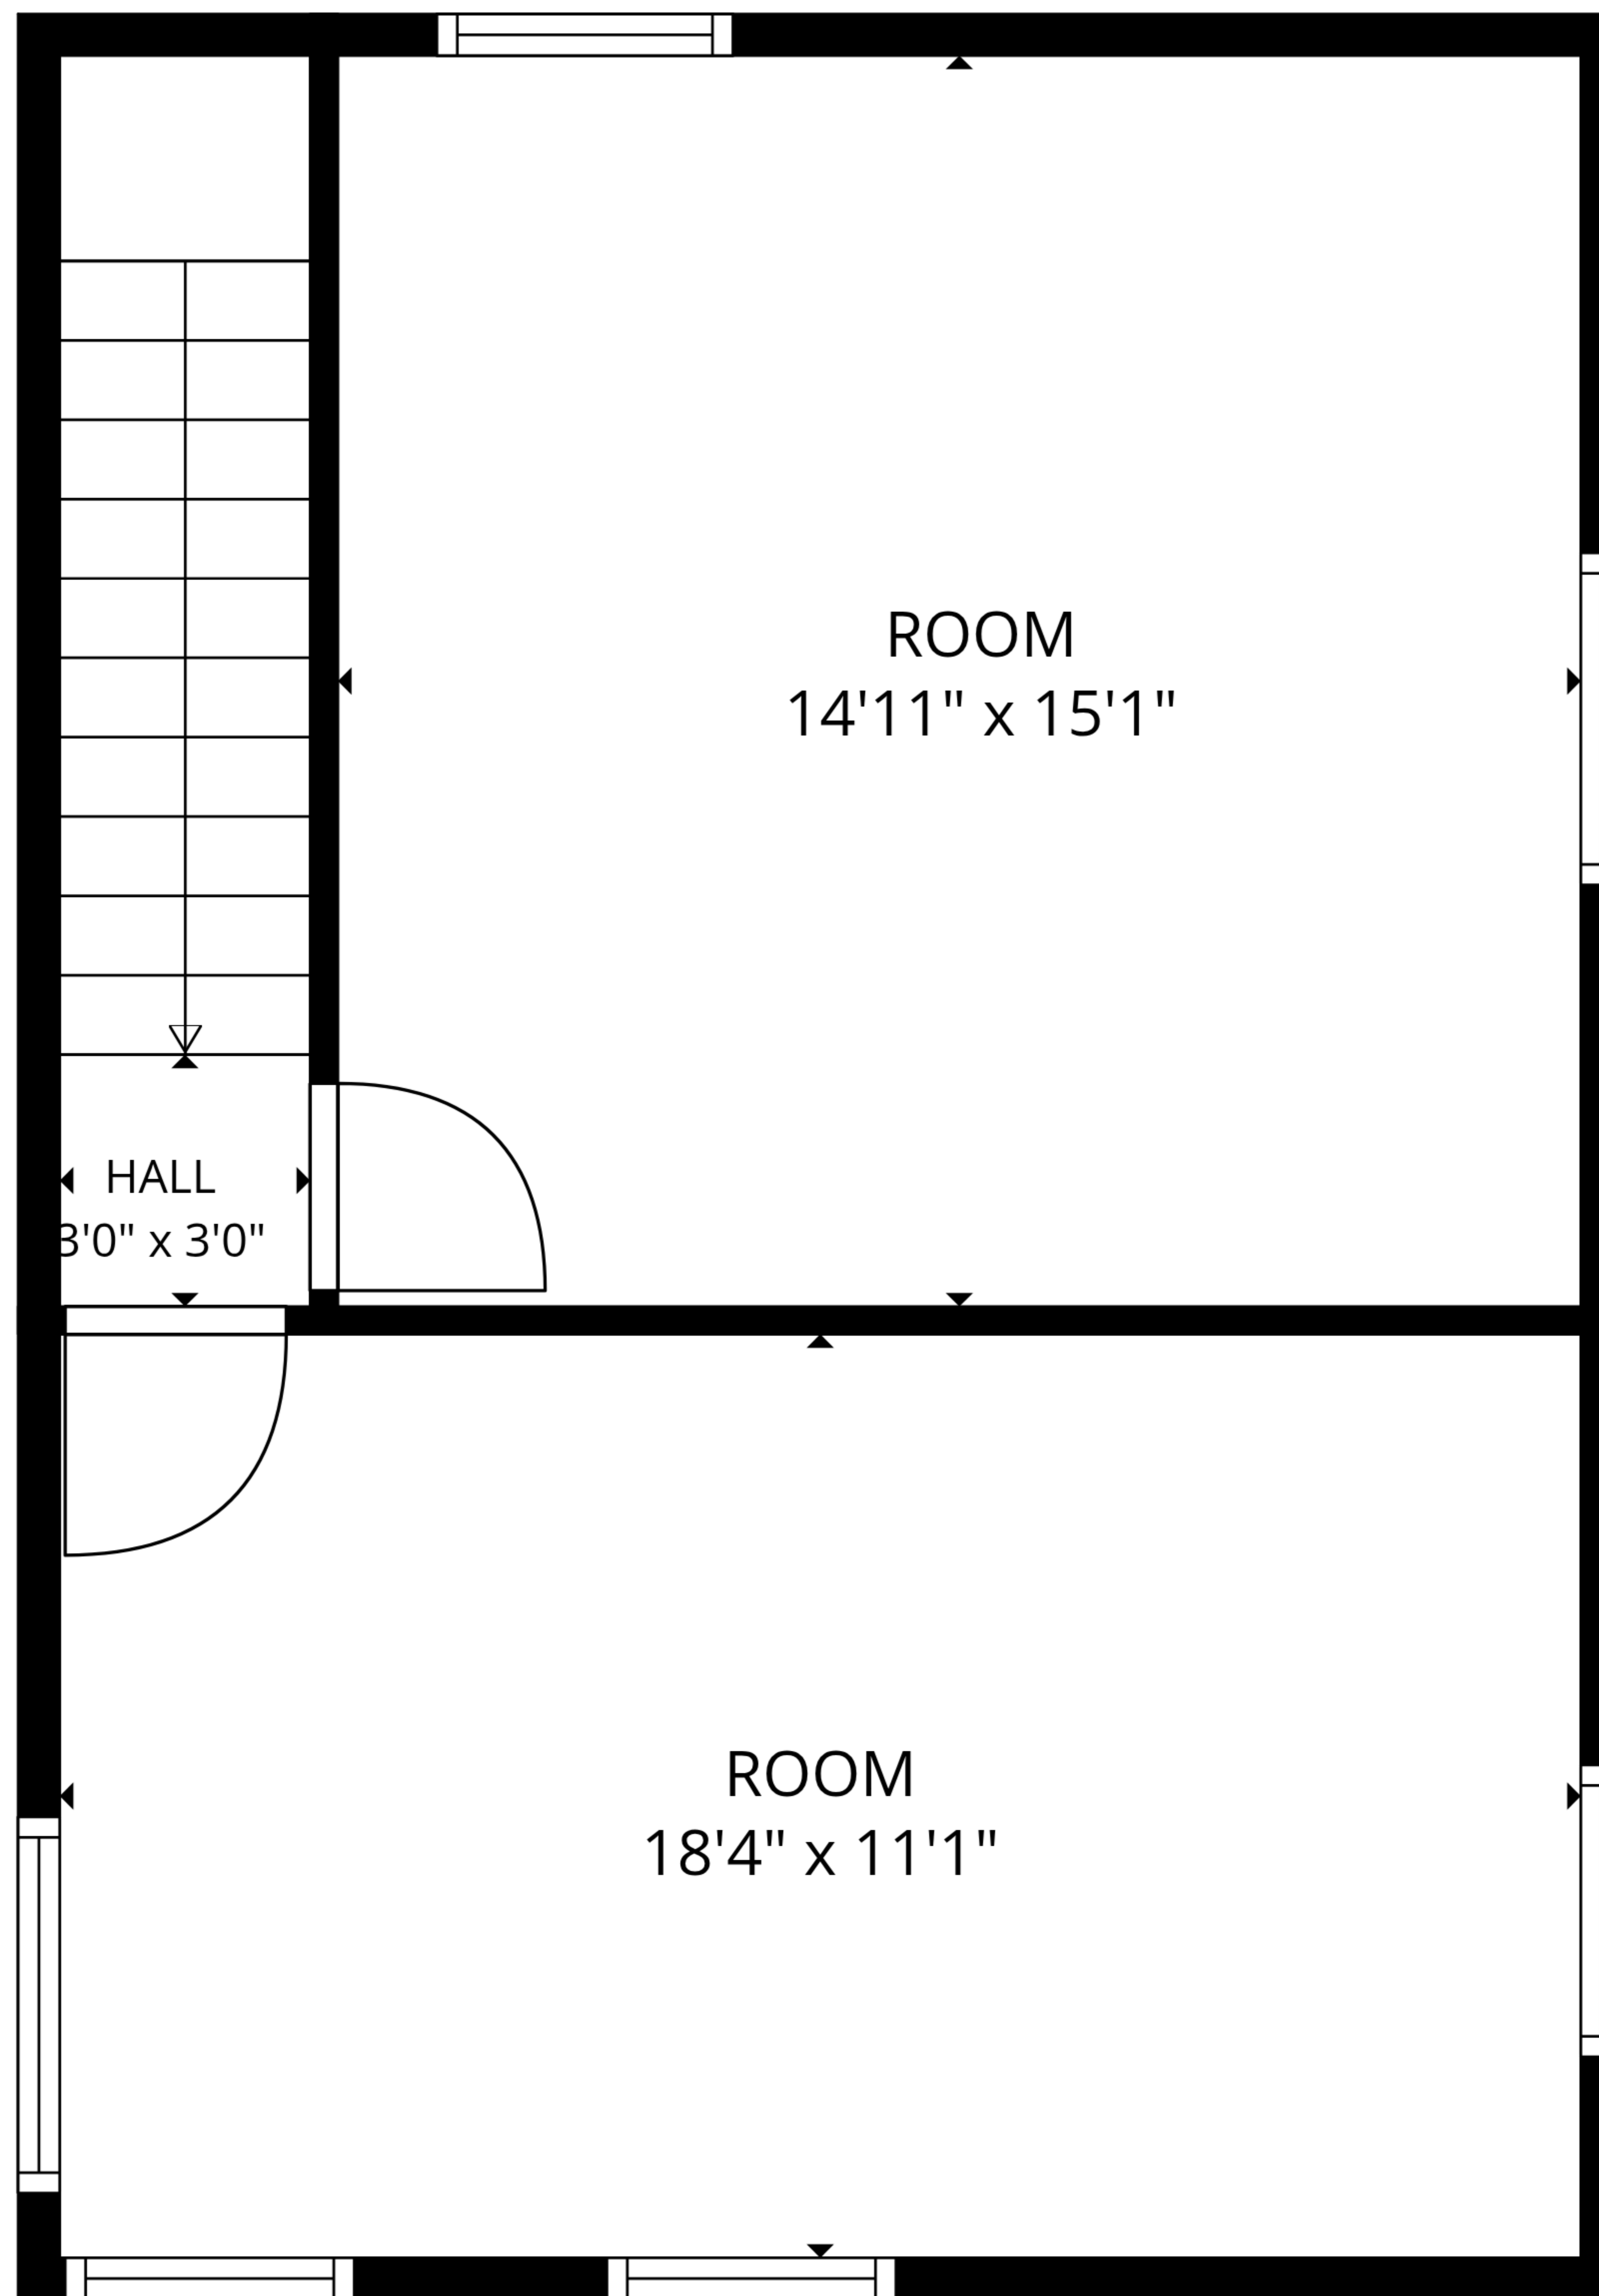 ROOM
14'11" x 15'1"
HALL
3'0" x 3'0"
ROOM
18'4" x 11'1"